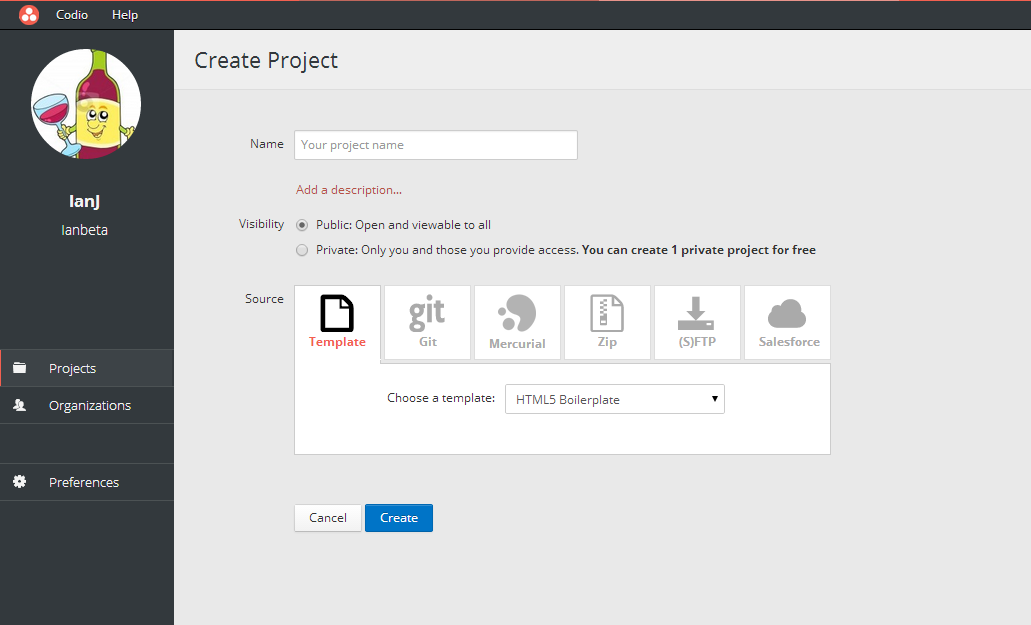 Codio Help
Create Project
IanJ
Ianbeta
Projects
Organizations
Preferences
Name Your project name
Add a description...
Visibility Public: Open and viewable to all
Private: Only you and those you provide access. You can create 1 private project for free
Source
git
Template Git Mercurial Zip (S)FTP Salesforce
Choose a template: HTML5 Boilerplate
Cancel Create